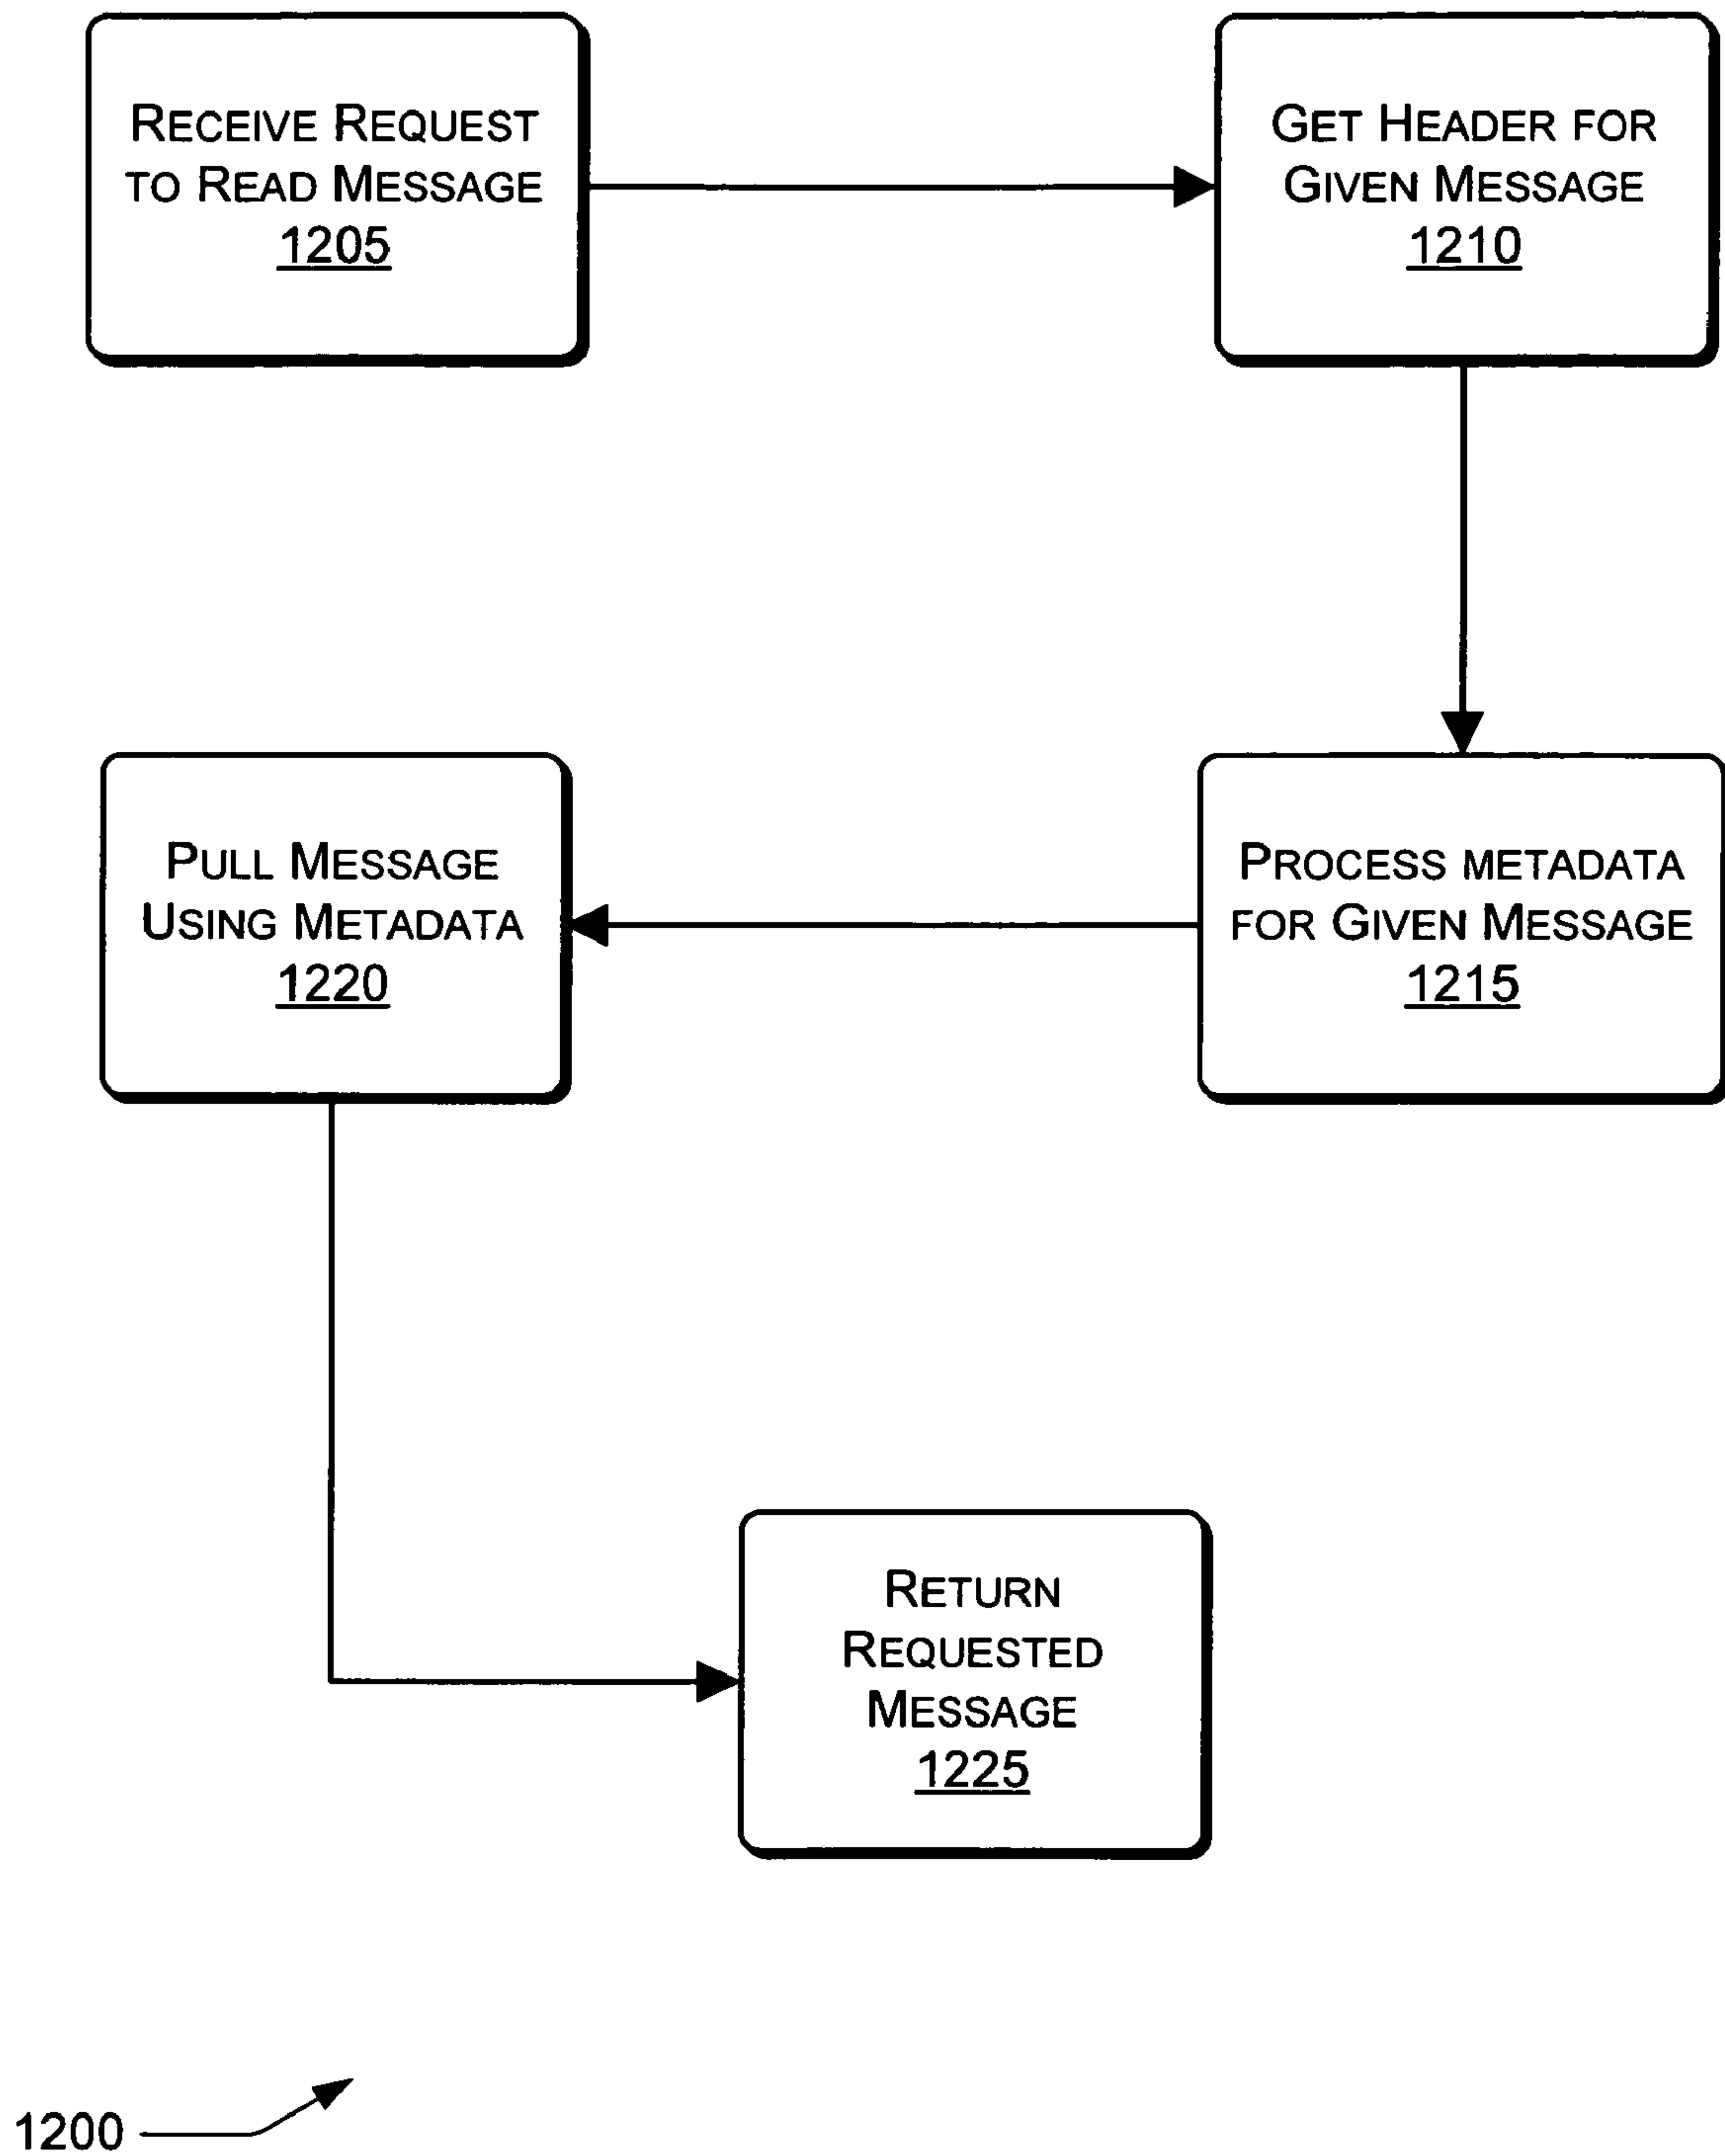 RECEIVE REQUEST
TO READ MESSAGE
1205
GET HEADER FOR
GIVEN MESSAGE
1210
PROCESS METADATA
FOR GIVEN MESSAGE
1215
PULL MESSAGE
USING METADATA
1220
RETURN
REQUESTED
MESSAGE
1225
1200